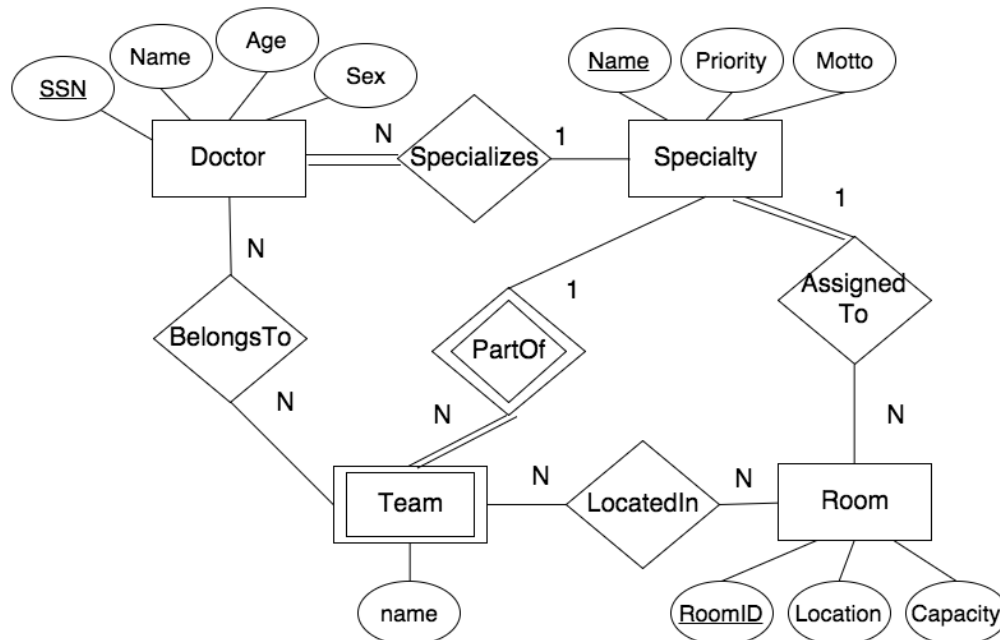 Age
Name
Sex
SSN
Name
Priority
Motto
Doctor
N
Specializes
1
Specialty
1
N
1
Assigned
To
BelongsTo
PartOf
N
N
N
Team
N
LocatedIn
N
Room
name
RoomID
Location
Capacity